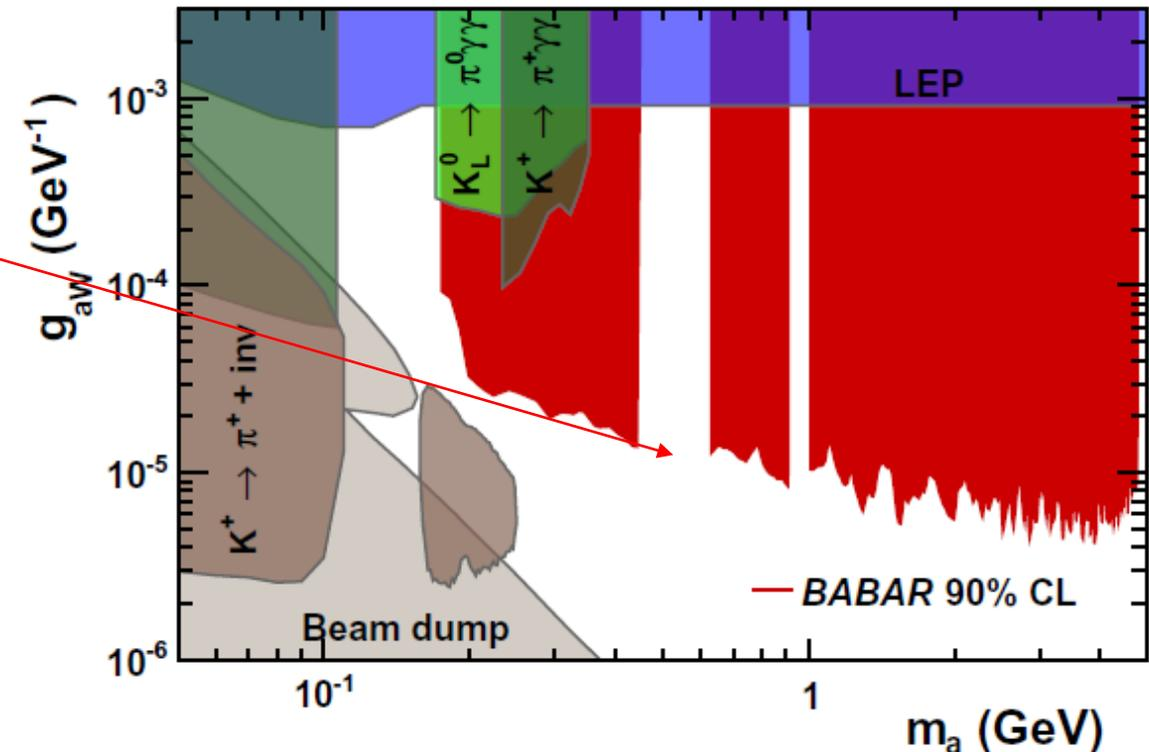 g_aW (GeV⁻¹)
10⁻³
10⁻⁴
10⁻⁵
10⁻⁶
K⁰_L → π⁰γγ
K⁺ → π⁺γγ
LEP
K⁺ → π⁺ + inv
BABAR 90% CL
Beam dump
10⁻¹
1
m_a (GeV)